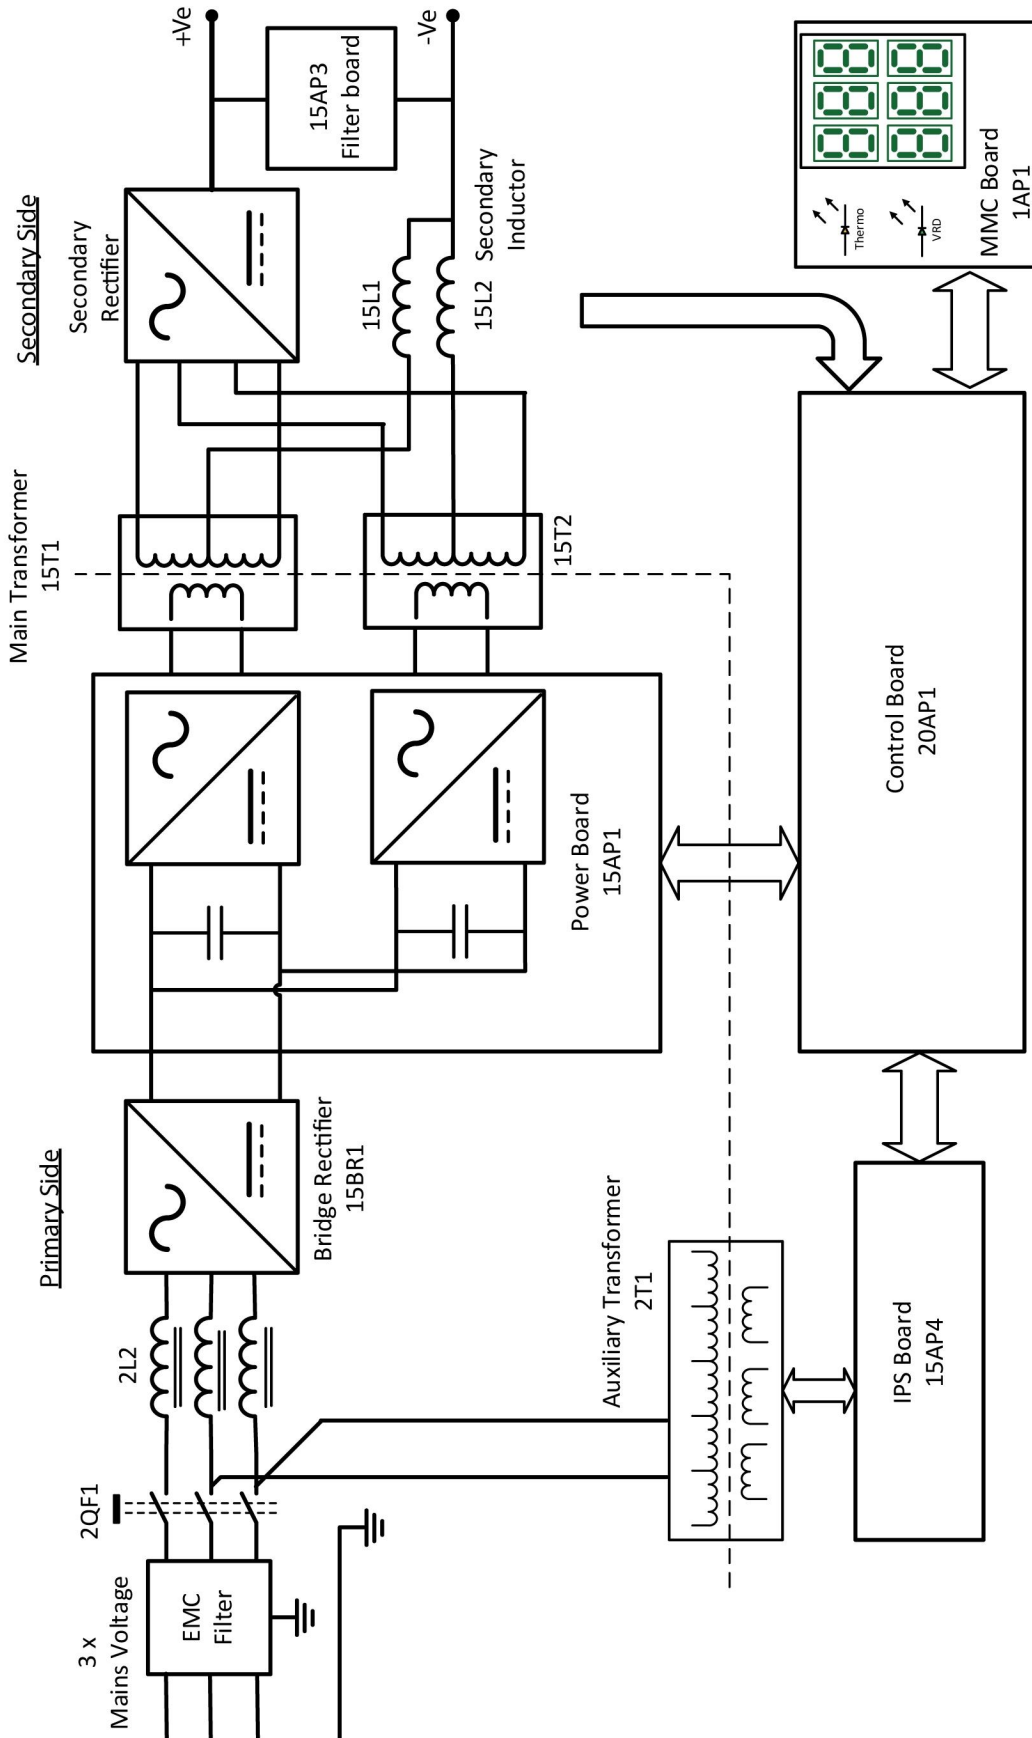 Primary Side
Secondary Side
3 x
Mains Voltage
EMC
Filter
2QF1
2L2
Bridge Rectifier
15BR1
Power Board
15AP1
Main Transformer
15T1
15T2
Secondary
Rectifier
15L1
15L2
Secondary
Inductor
15AP3
Filter board
+Ve
-Ve
Auxiliary Transformer
2T1
IPS Board
15AP4
Control Board
20AP1
Thermo
VRD
888
888
MMC Board
1AP1